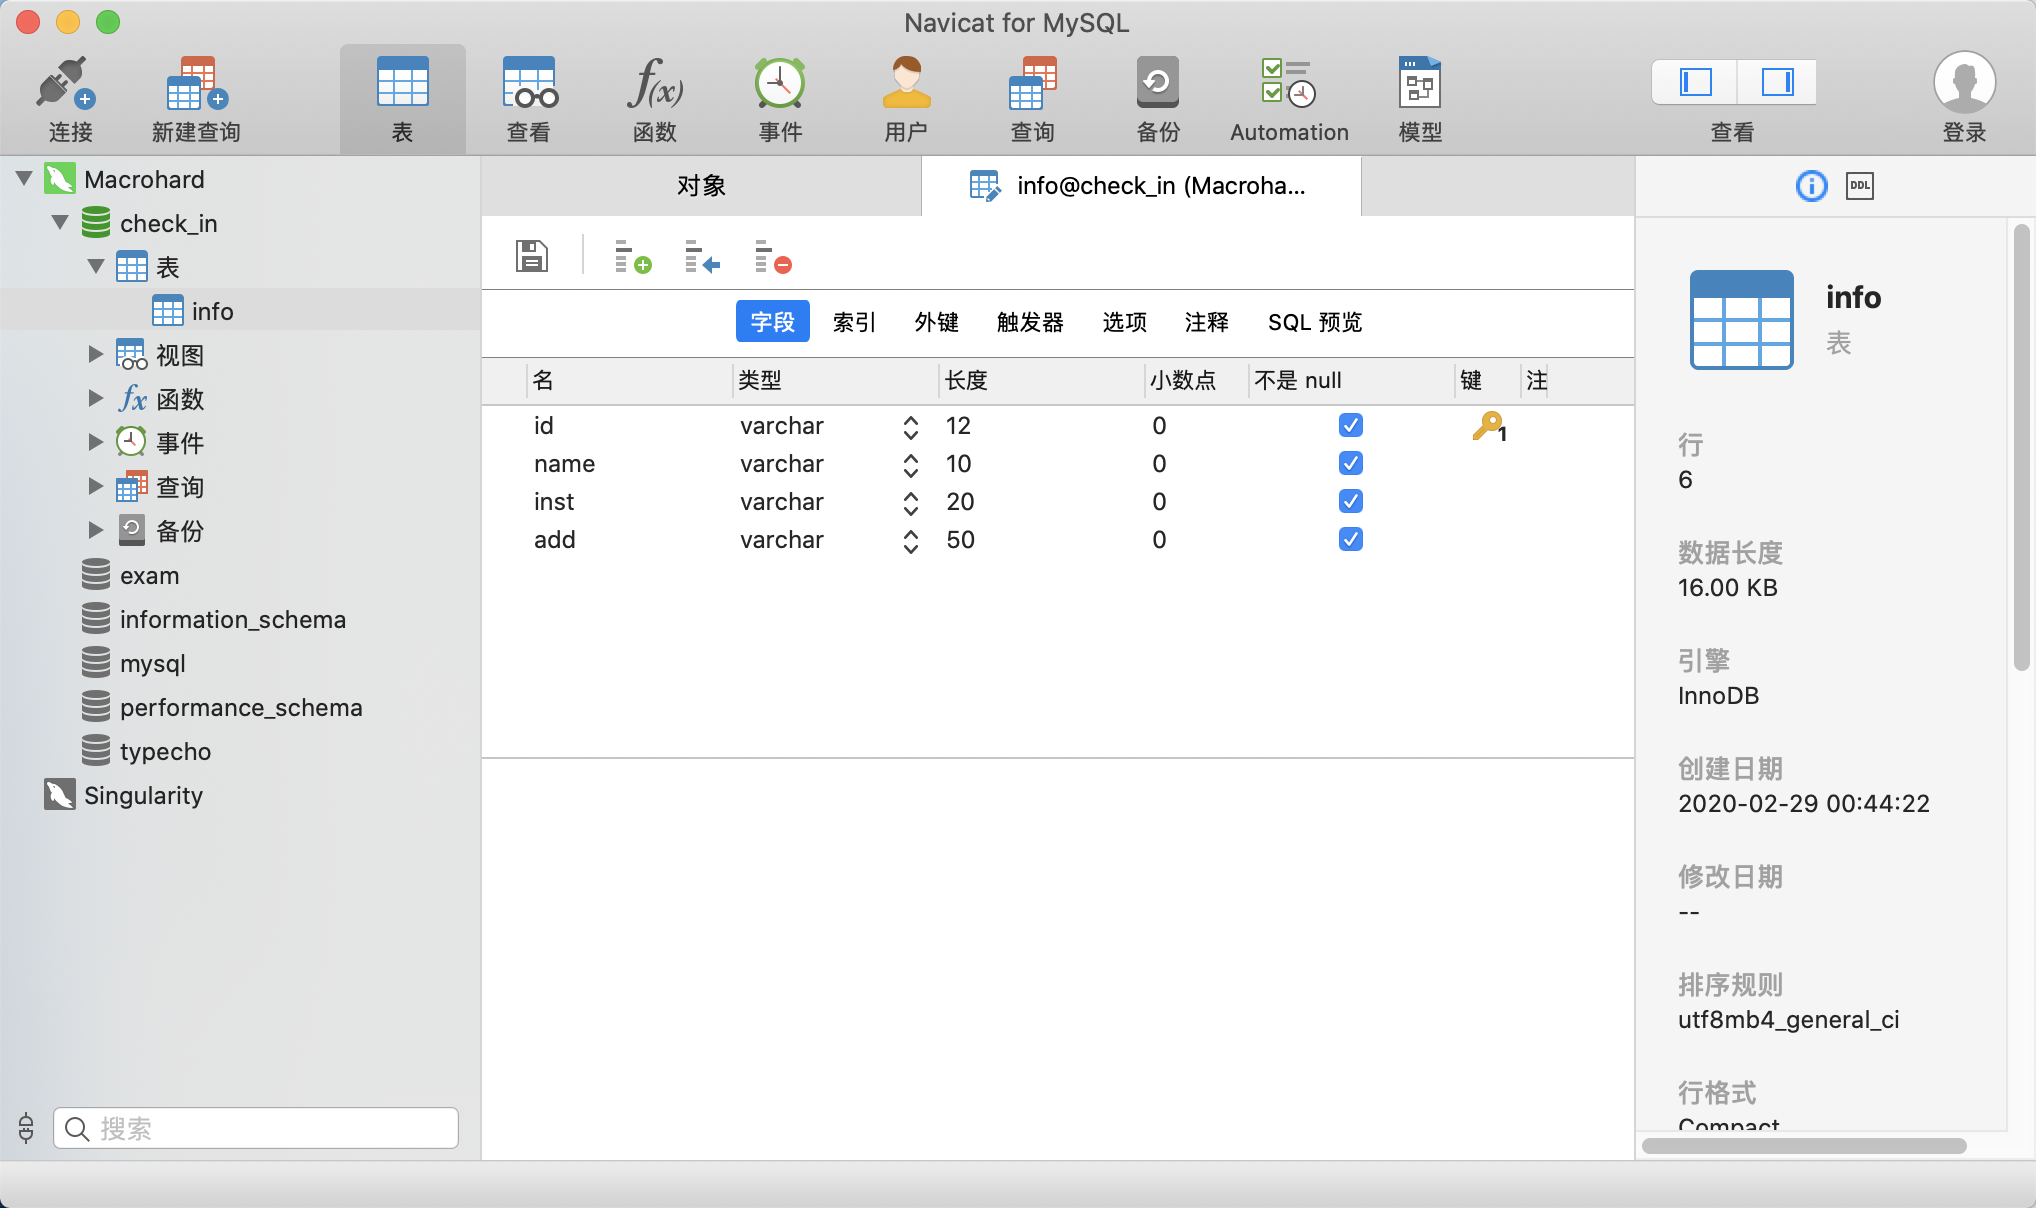 Navicat for MySQL
连接
新建查询
表
查看
函数
事件
用户
查询
备份
Automation
模型
查看
登录
Macrohard
check_in
表
info
视图
函数
事件
查询
备份
exam
information_schema
mysql
performance_schema
typecho
Singularity
搜索
对象
info@check_in (Macroha...
字段 索引 外键 触发器 选项 注释 SQL 预览
名 类型 长度 小数点 不是 null 键 注
id varchar 12 0 1
name varchar 10 0
inst varchar 20 0
add varchar 50 0
DDL
info
表
行
6
数据长度
16.00 KB
引擎
InnoDB
创建日期
2020-02-29 00:44:22
修改日期
--
排序规则
utf8mb4_general_ci
行格式
Compact